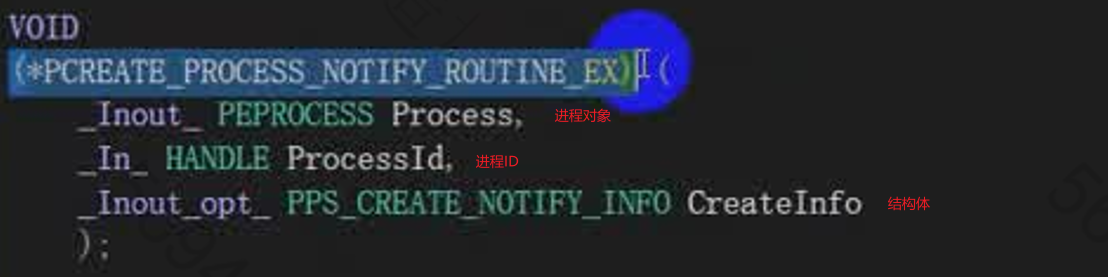 VOID
(*PCREATE_PROCESS_NOTIFY_ROUTINE_EX) (
_Inout_ PEPROCESS Process, 进程对象
_In_ HANDLE ProcessId, 进程ID
_Inout_opt_ PPS_CREATE_NOTIFY_INFO CreateInfo 结构体
);